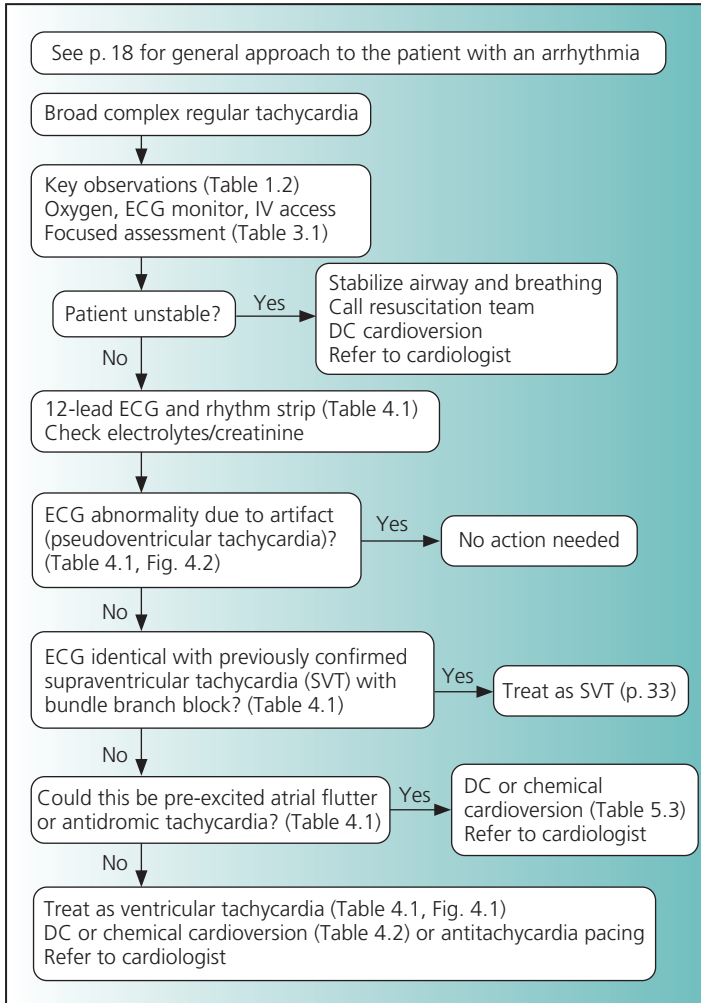 See p. 18 for general approach to the patient with an arrhythmia
Broad complex regular tachycardia
Key observations (Table 1.2)
Oxygen, ECG monitor, IV access
Focused assessment (Table 3.1)
Patient unstable?
Yes
Stabilize airway and breathing
Call resuscitation team
DC cardioversion
Refer to cardiologist
No
12-lead ECG and rhythm strip (Table 4.1)
Check electrolytes/creatinine
ECG abnormality due to artifact
(pseudoventricular tachycardia)?
(Table 4.1, Fig. 4.2)
Yes
No action needed
No
ECG identical with previously confirmed
supraventricular tachycardia (SVT) with
bundle branch block? (Table 4.1)
Yes
Treat as SVT (p. 33)
No
Could this be pre-excited atrial flutter
or antidromic tachycardia? (Table 4.1)
Yes
DC or chemical
cardioversion (Table 5.3)
Refer to cardiologist
No
Treat as ventricular tachycardia (Table 4.1, Fig. 4.1)
DC or chemical cardioversion (Table 4.2) or antitachycardia pacing
Refer to cardiologist